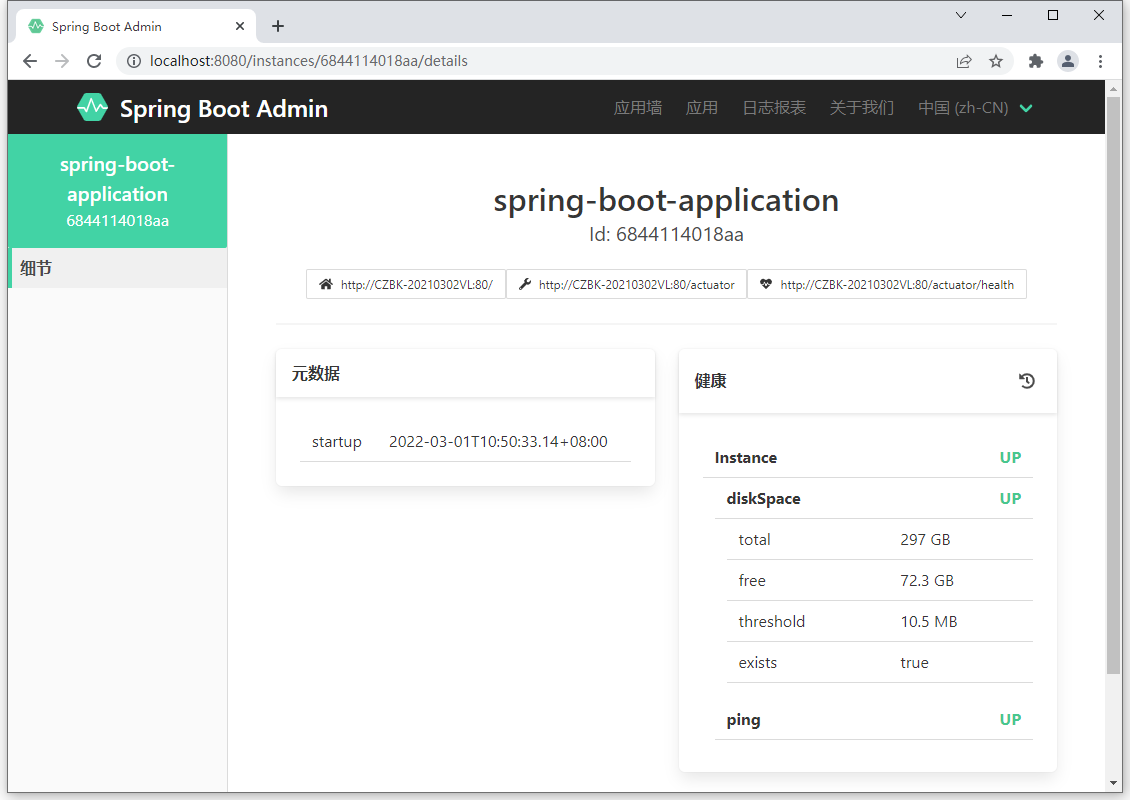 Spring Boot Admin
localhost:8080/instances/6844114018aa/details
Spring Boot Admin
应用墙 应用 日志报表 关于我们 中国 (zh-CN)
spring-boot-
application
6844114018aa
细节
spring-boot-application
Id: 6844114018aa
http://CZBK-20210302VL:80/ http://CZBK-20210302VL:80/actuator http://CZBK-20210302VL:80/actuator/health
元数据
startup 2022-03-01T10:50:33.14+08:00
健康
Instance UP
diskSpace UP
total 297 GB
free 72.3 GB
threshold 10.5 MB
exists true
ping UP